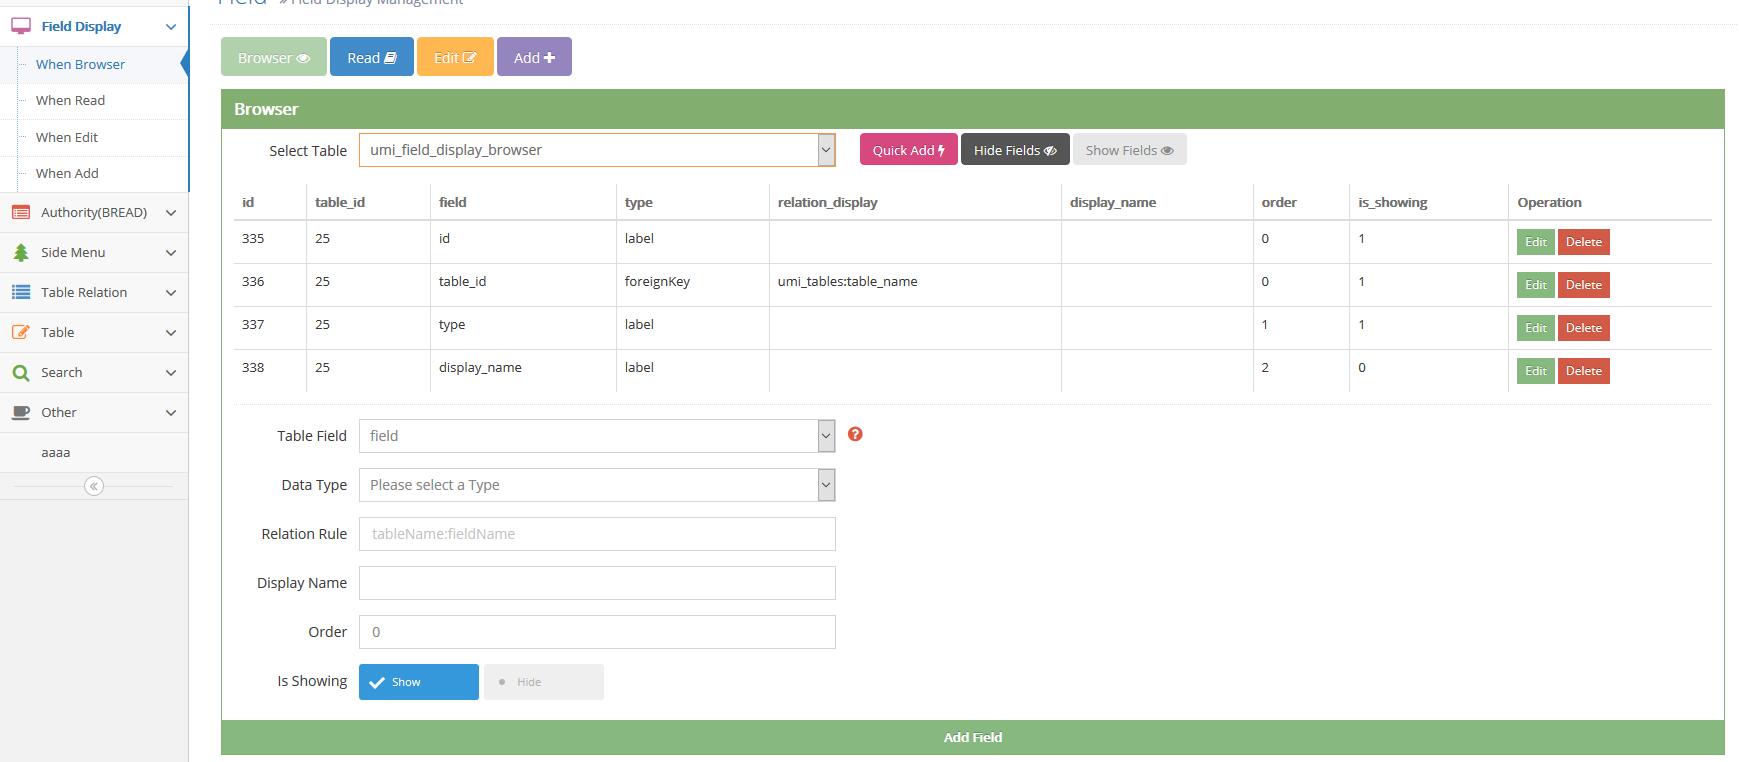 Field » Field Display Management
Field Display
When Browser
When Read
When Edit
When Add
Authority(BREAD)
Side Menu
Table Relation
Table
Search
Other
aaaa
Browser Read Edit Add
Browser
Select Table umi_field_display_browser Quick Add Hide Fields Show Fields
id table_id field type relation_display display_name order is_showing Operation
335 25 id label 0 1 Edit Delete
336 25 table_id foreignKey umi_tables:table_name 0 1 Edit Delete
337 25 type label 1 1 Edit Delete
338 25 display_name label 2 0 Edit Delete
Table Field field
Data Type Please select a Type
Relation Rule tableName:fieldName
Display Name
Order 0
Is Showing Show Hide
Add Field